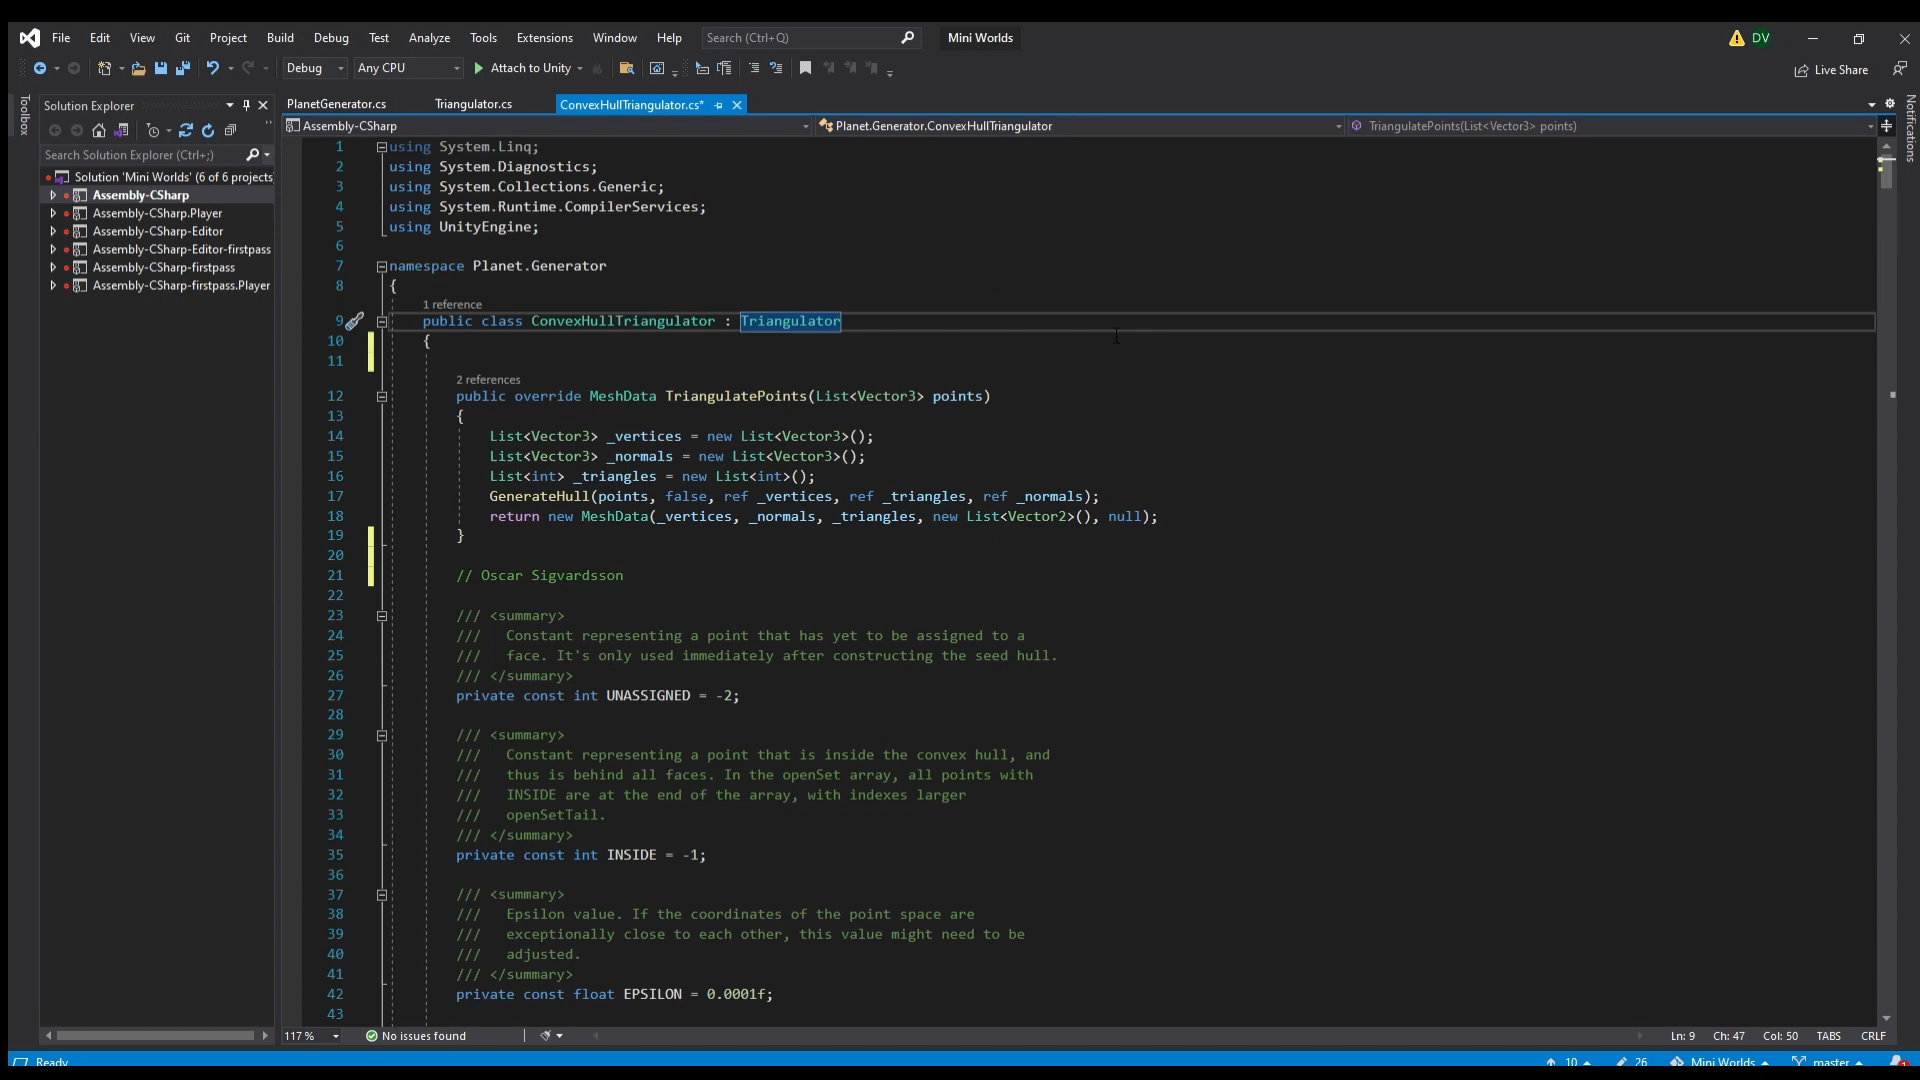 File Edit View Git Project Build Debug Test Analyze Tools Extensions Window Help Search (Ctrl+Q) Mini Worlds DV
Debug Any CPU Attach to Unity Live Share
Toolbox
Notifications
Solution Explorer
Search Solution Explorer (Ctrl+;)
Solution 'Mini Worlds' (6 of 6 projects
Assembly-CSharp
Assembly-CSharp.Player
Assembly-CSharp-Editor
Assembly-CSharp-Editor-firstpass
Assembly-CSharp-firstpass
Assembly-CSharp-firstpass.Player
PlanetGenerator.cs Triangulator.cs ConvexHullTriangulator.cs*
Assembly-CSharp Planet.Generator.ConvexHullTriangulator TriangulatePoints(List<Vector3> points)
1 using System.Linq;
2 using System.Diagnostics;
3 using System.Collections.Generic;
4 using System.Runtime.CompilerServices;
5 using UnityEngine;
6
7 namespace Planet.Generator
8 {
1 reference
9 public class ConvexHullTriangulator : Triangulator
10 {
11
2 references
12 public override MeshData TriangulatePoints(List<Vector3> points)
13 {
14 List<Vector3> _vertices = new List<Vector3>();
15 List<Vector3> _normals = new List<Vector3>();
16 List<int> _triangles = new List<int>();
17 GenerateHull(points, false, ref _vertices, ref _triangles, ref _normals);
18 return new MeshData(_vertices, _normals, _triangles, new List<Vector2>(), null);
19 }
20
21 // Oscar Sigvardsson
22
23 /// <summary>
24 /// Constant representing a point that has yet to be assigned to a
25 /// face. It's only used immediately after constructing the seed hull.
26 /// </summary>
27 private const int UNASSIGNED = -2;
28
29 /// <summary>
30 /// Constant representing a point that is inside the convex hull, and
31 /// thus is behind all faces. In the openSet array, all points with
32 /// INSIDE are at the end of the array, with indexes larger
33 /// openSetTail.
34 /// </summary>
35 private const int INSIDE = -1;
36
37 /// <summary>
38 /// Epsilon value. If the coordinates of the point space are
39 /// exceptionally close to each other, this value might need to be
40 /// adjusted.
41 /// </summary>
42 private const float EPSILON = 0.0001f;
43
117 % No issues found Ln: 9 Ch: 47 Col: 50 TABS CRLF
Ready 10 26 Mini Worlds master